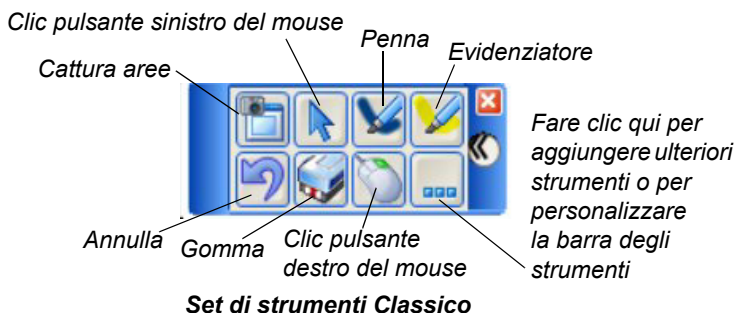 Clic pulsante sinistro del mouse
Penna
Evidenziatore
Cattura aree
Fare clic qui per
aggiungere ulteriori
strumenti o per
personalizzare
la barra degli
strumenti
Annulla
Gomma
Clic pulsante
destro del mouse
Set di strumenti Classico